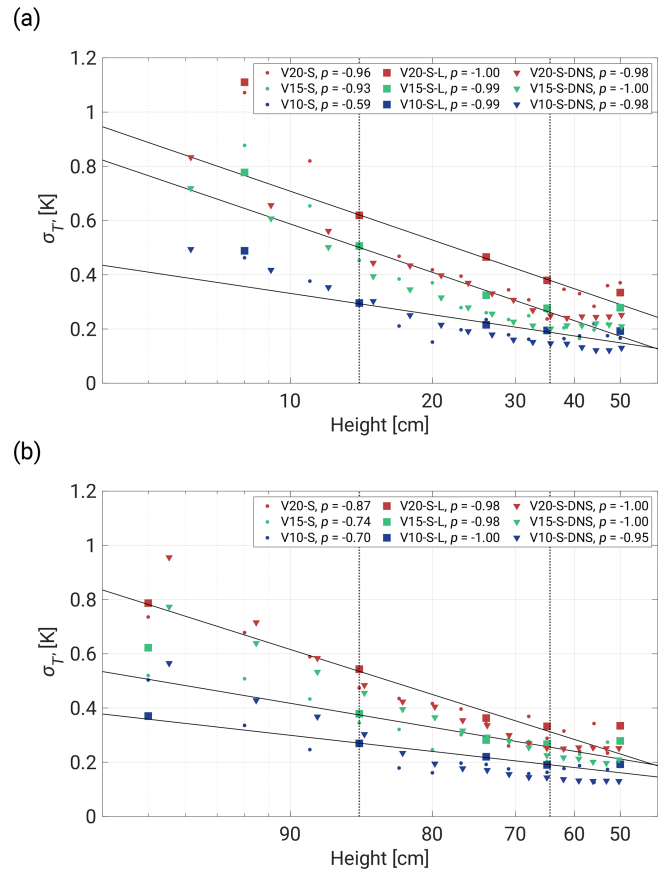 (a)
1.2
V20-S, p = -0.96 V20-S-L, p = -1.00 V20-S-DNS, p = -0.98
V15-S, p = -0.93 V15-S-L, p = -0.99 V15-S-DNS, p = -1.00
V10-S, p = -0.59 V10-S-L, p = -0.99 V10-S-DNS, p = -0.98
1
0.8
σT', [K]
0.6
0.4
0.2
0
10 20 30 40 50
Height [cm]
(b)
1.2
V20-S, p = -0.87 V20-S-L, p = -0.98 V20-S-DNS, p = -1.00
V15-S, p = -0.74 V15-S-L, p = -0.98 V15-S-DNS, p = -1.00
V10-S, p = -0.70 V10-S-L, p = -1.00 V10-S-DNS, p = -0.95
1
0.8
σT', [K]
0.6
0.4
0.2
0
90 80 70 60 50
Height [cm]